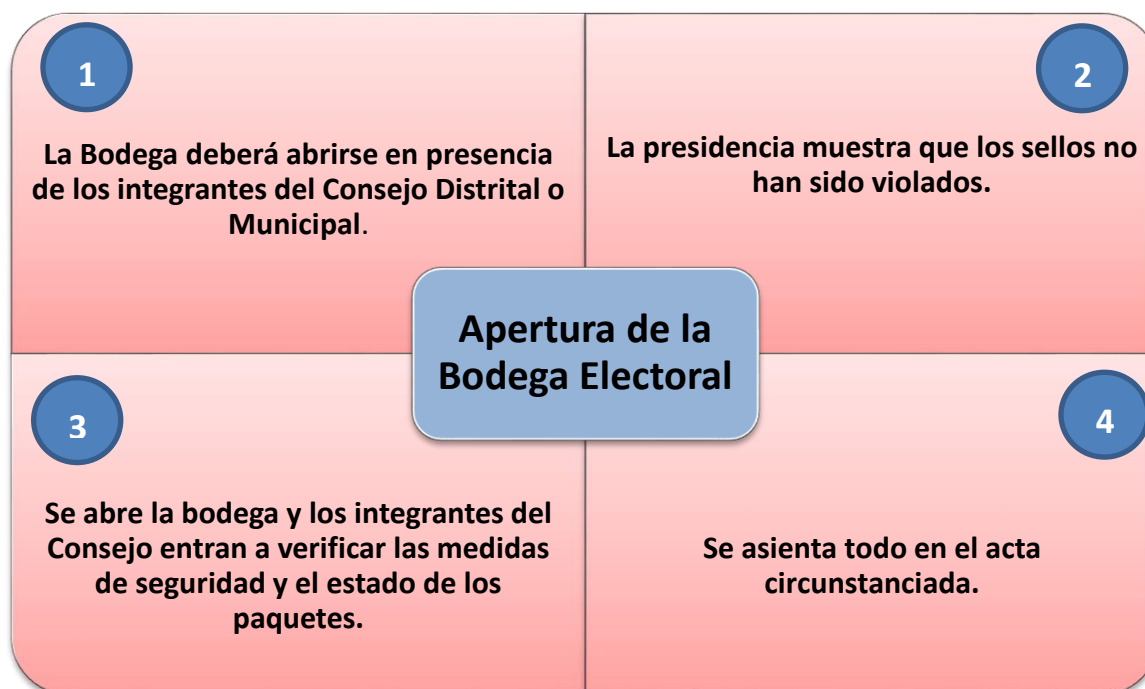 1
La Bodega deberá abrirse en presencia
de los integrantes del Consejo Distrital o
Municipal.
2
La presidencia muestra que los sellos no
han sido violados.
Apertura de la
Bodega Electoral
3
Se abre la bodega y los integrantes del
Consejo entran a verificar las medidas
de seguridad y el estado de los
paquetes.
4
Se asienta todo en el acta
circunstanciada.